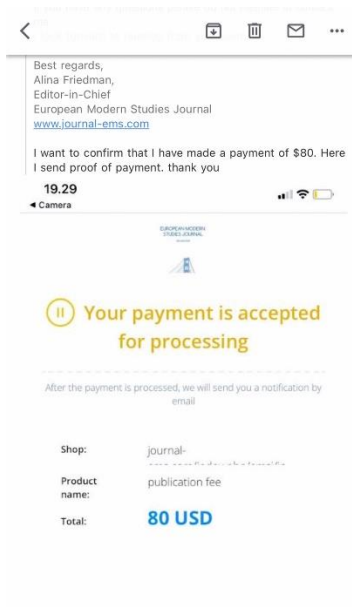 Best regards,
Alina Friedman,
Editor-in-Chief
European Modern Studies Journal
www.journal-ems.com
I want to confirm that I have made a payment of $80. Here
I send proof of payment. thank you
19.29
Camera
EUROPEAN MODERN
STUDIES JOURNAL
Your payment is accepted
for processing
After the payment is processed, we will send you a notification by
email
Shop:
journal-
Product
name:
publication fee
Total:
80 USD